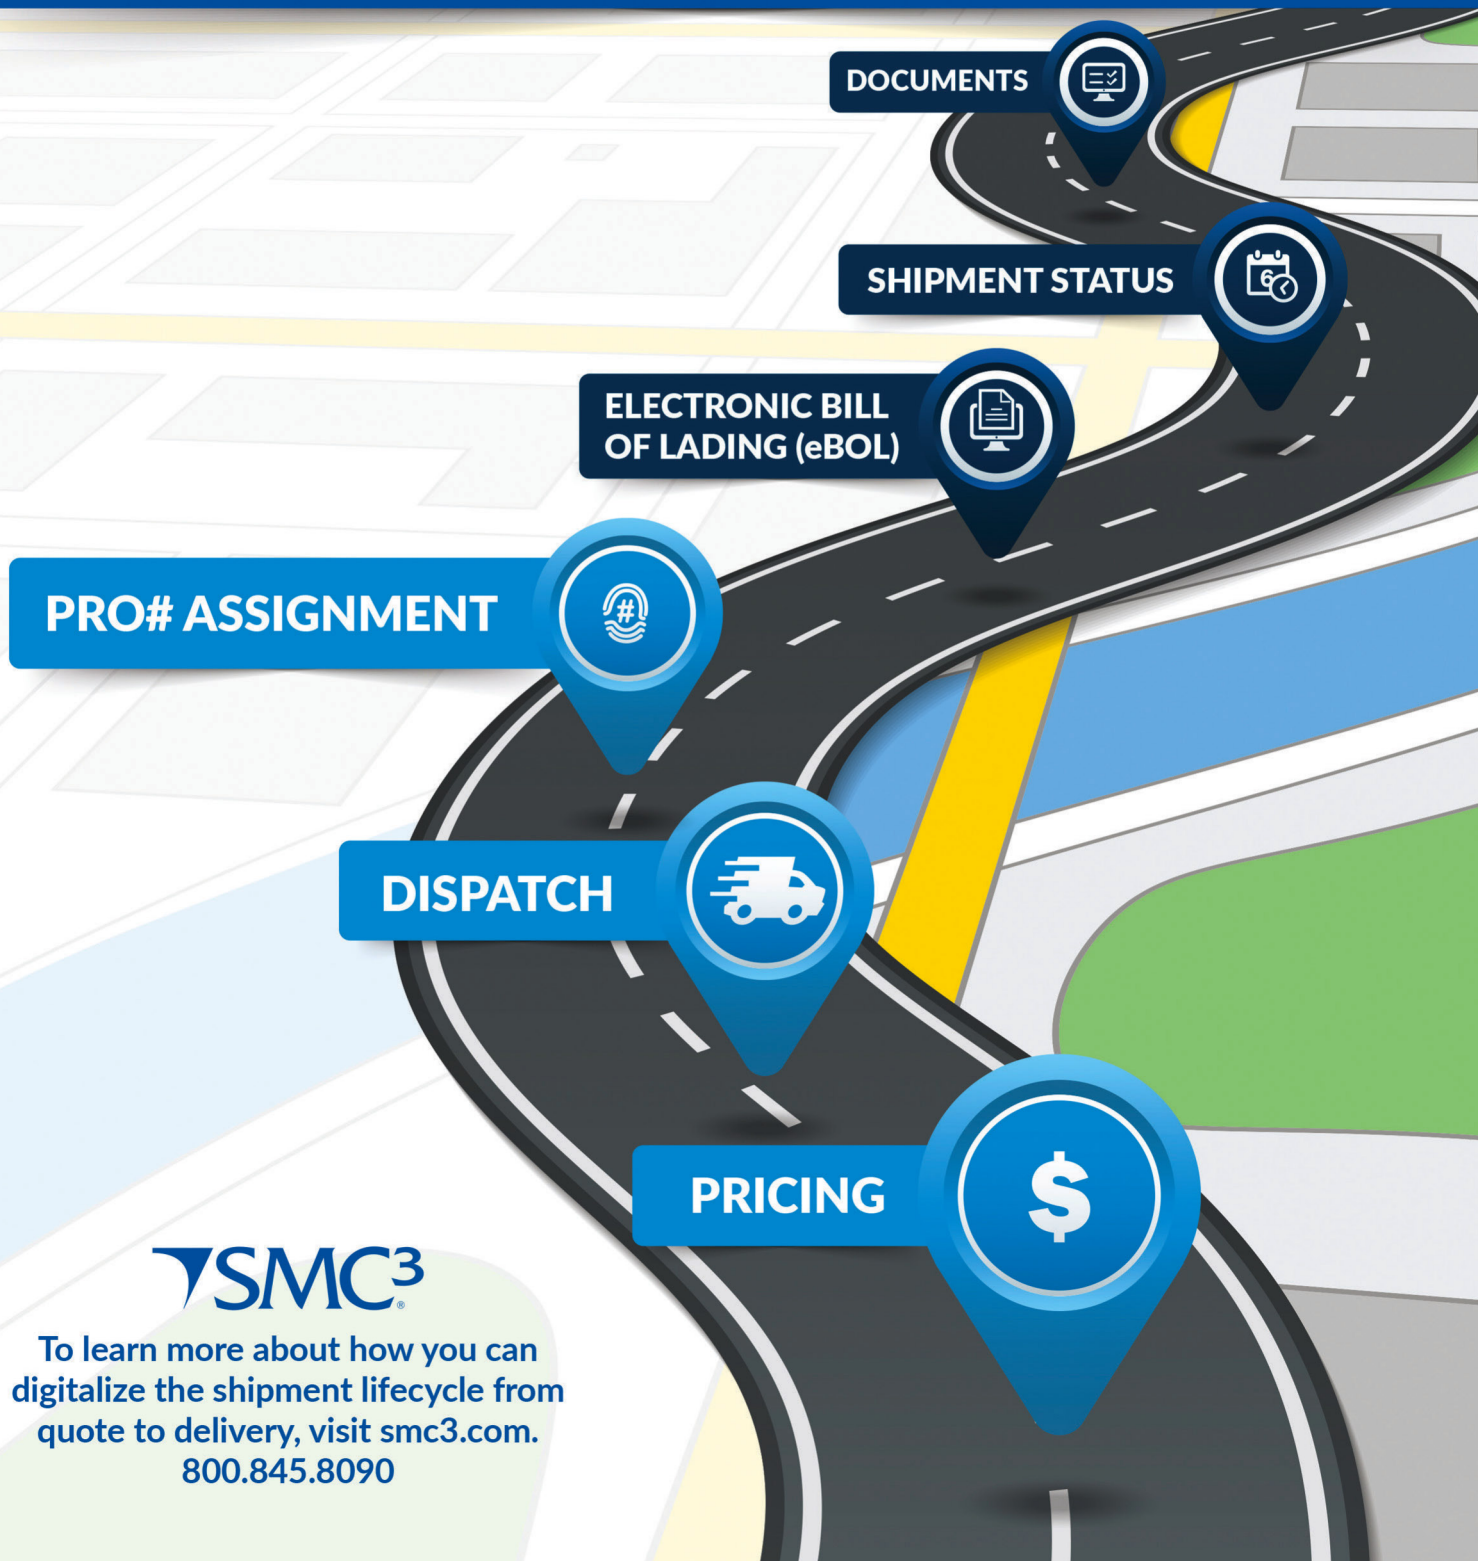 DOCUMENTS
6
SHIPMENT STATUS
ELECTRONIC BILL
OF LADING (eBOL)
PRO# ASSIGNMENT
#
DISPATCH
PRICING
$
SMC³®
To learn more about how you can
digitalize the shipment lifecycle from
quote to delivery, visit smc3.com.
800.845.8090